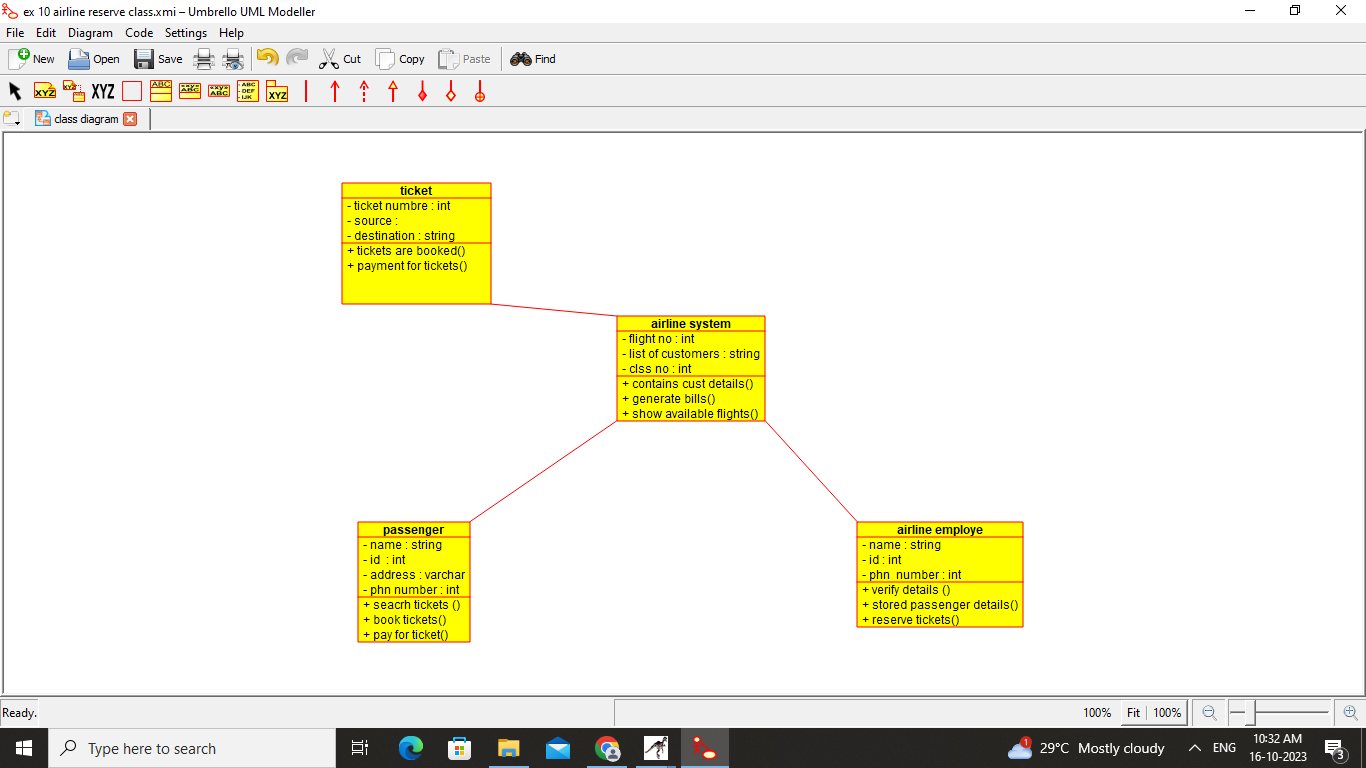 ex 10 airline reserve class.xmi – Umbrello UML Modeller
File Edit Diagram Code Settings Help
New Open Save Cut Copy Paste Find
XYZ XYZ XYZ ABC «xyz» ABC «xyz» ABC - ABC - DEF - IJK XYZ
class diagram
ticket
- ticket numbre : int
- source :
- destination : string
+ tickets are booked()
+ payment for tickets()
airline system
- flight no : int
- list of customers : string
- clss no : int
+ contains cust details()
+ generate bills()
+ show available flights()
passenger
- name : string
- id  : int
- address : varchar
- phn number : int
+ seacrh tickets ()
+ book tickets()
+ pay for ticket()
airline employe
- name : string
- id : int
- phn  number : int
+ verify details ()
+ stored passenger details()
+ reserve tickets()
Ready.
100% Fit 100%
Type here to search
1 29°C Mostly cloudy ENG 10:32 AM
16-10-2023 3